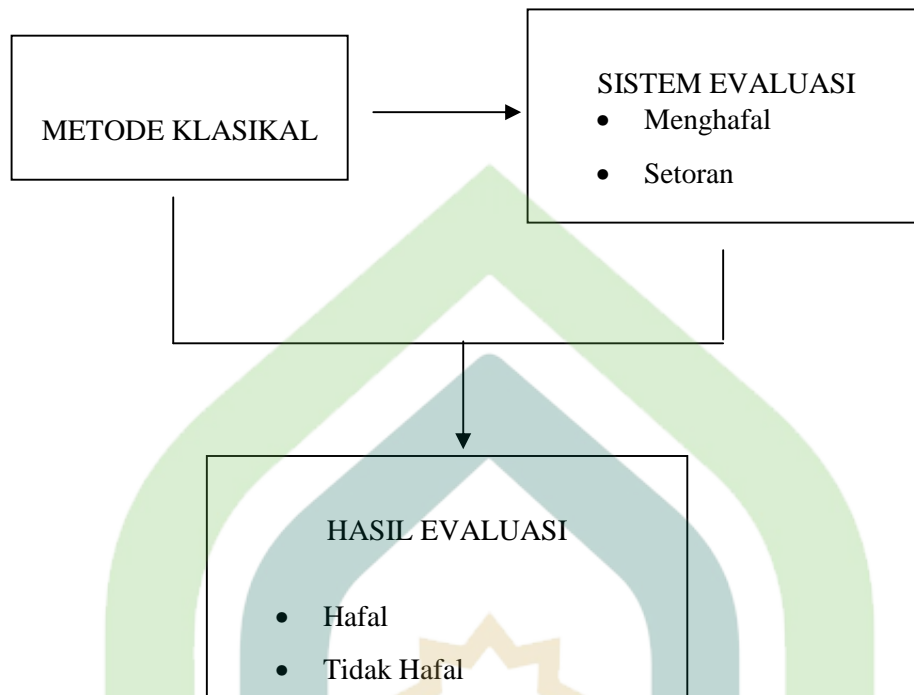 METODE KLASIKAL
SISTEM EVALUASI
• Menghafal
• Setoran
HASIL EVALUASI
• Hafal
• Tidak Hafal